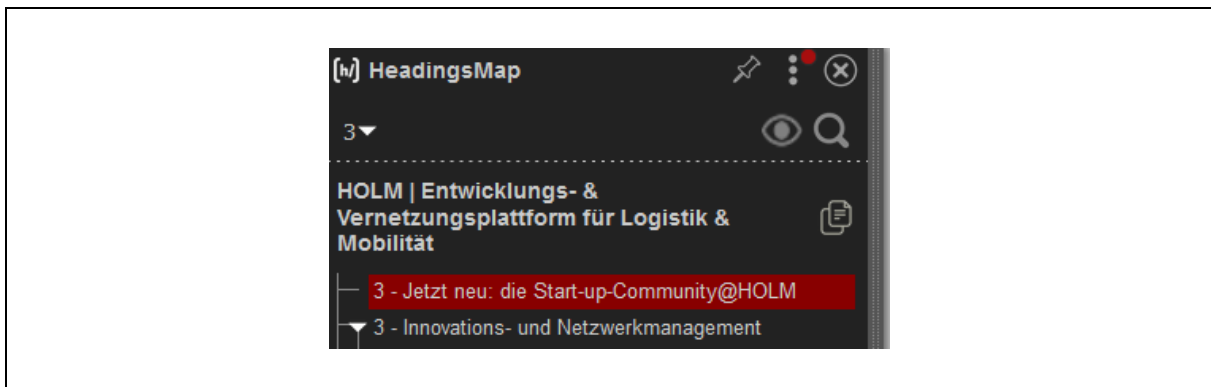 [h/] HeadingsMap
3
HOLM | Entwicklungs- &
Vernetzungsplattform für Logistik &
Mobilität
3 - Jetzt neu: die Start-up-Community@HOLM
3 - Innovations- und Netzwerkmanagement